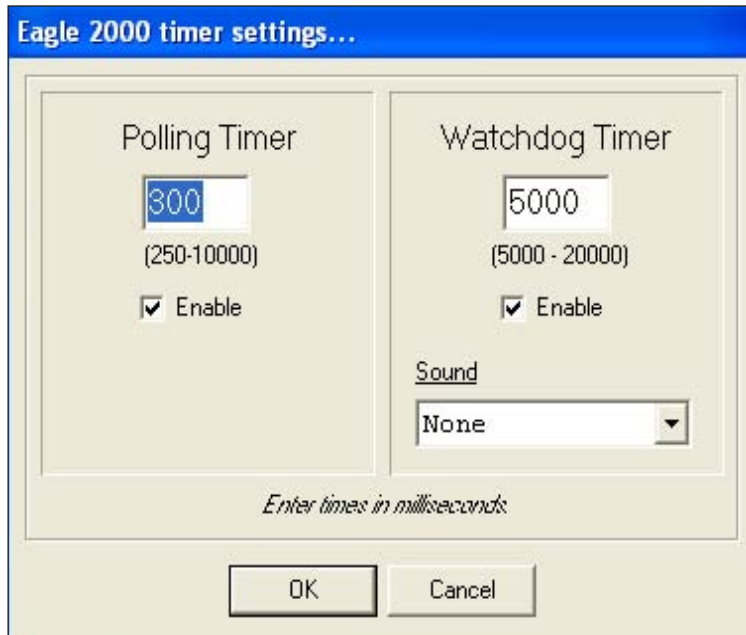 Eagle 2000 timer settings...
Polling Timer
300
(250-10000)
Enable
Watchdog Timer
5000
(5000 - 20000)
Enable
Sound
None
Enter times in milliseconds.
OK
Cancel